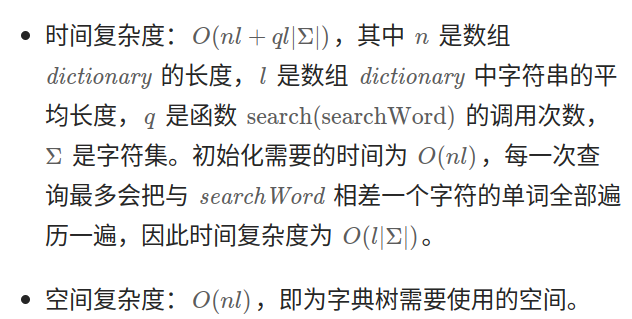 • 时间复杂度：O(nl + ql|Σ|)，其中 n 是数组
dictionary 的长度，l 是数组 dictionary 中字符串的平
均长度，q 是函数 search(searchWord) 的调用次数，
Σ 是字符集。初始化需要的时间为 O(nl)，每一次查
询最多会把与 searchWord 相差一个字符的单词全部遍
历一遍，因此时间复杂度为 O(l|Σ|)。
• 空间复杂度：O(nl)，即为字典树需要使用的空间。